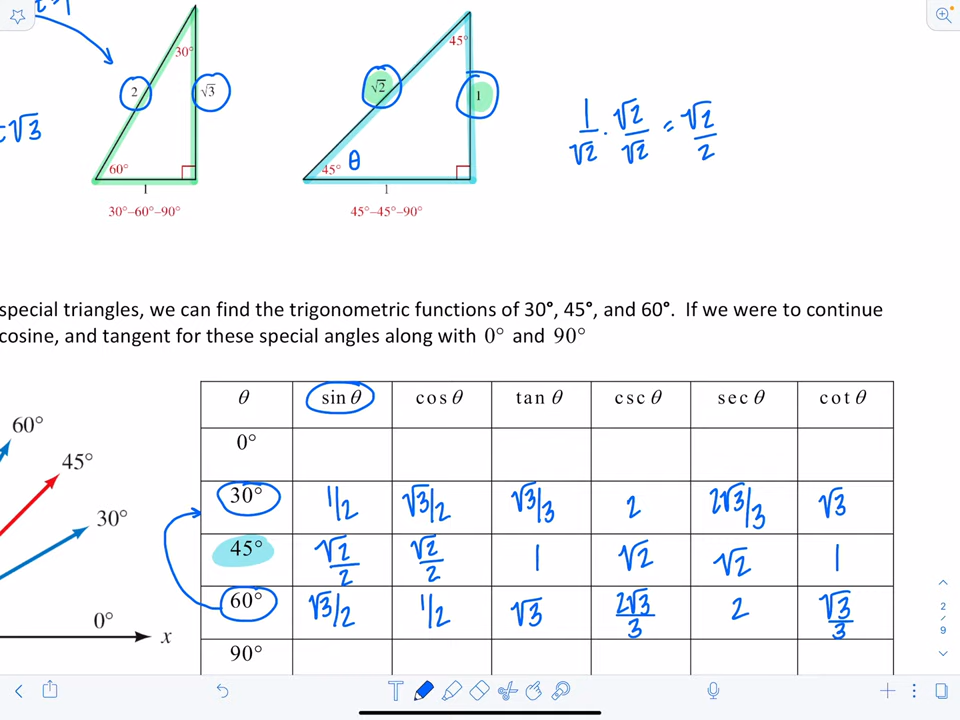 30°
45°
2
√3
√2
1
1/√2 · √2/√2 = √2/2
√3
60°
45° θ
1
1
30°–60°–90°
45°–45°–90°
special triangles, we can find the trigonometric functions of 30°, 45°, and 60°. If we were to continue
cosine, and tangent for these special angles along with 0° and 90°
θ sin θ cos θ tan θ csc θ sec θ cot θ
0°
30° 1/2 √3/2 √3/3 2 2√3/3 √3
45° √2/2 √2/2 1 √2 √2 1
60° √3/2 1/2 √3 2√3/3 2 √3/3
90°
60°
45°
30°
0°
x
2/9
T